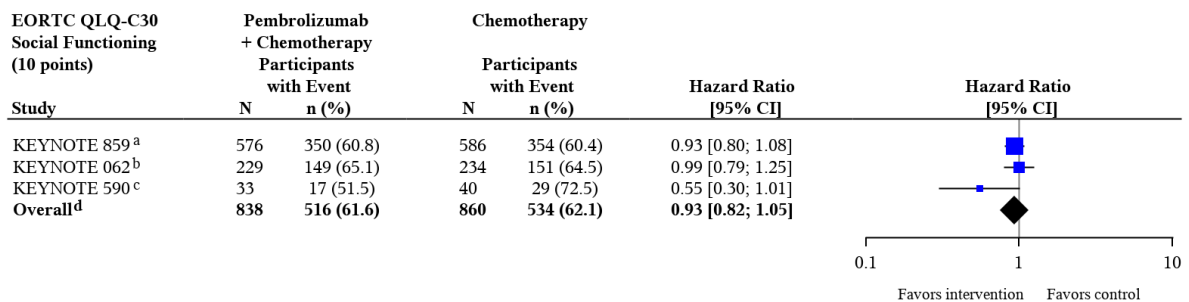 EORTC QLQ-C30 Pembrolizumab Chemotherapy
Social Functioning + Chemotherapy
(10 points) Participants Participants
with Event with Event Hazard Ratio Hazard Ratio
Study N n (%) N n (%) [95% CI] [95% CI]
KEYNOTE 859 a 576 350 (60.8) 586 354 (60.4) 0.93 [0.80; 1.08]
KEYNOTE 062 b 229 149 (65.1) 234 151 (64.5) 0.99 [0.79; 1.25]
KEYNOTE 590 c 33 17 (51.5) 40 29 (72.5) 0.55 [0.30; 1.01]
Overall d 838 516 (61.6) 860 534 (62.1) 0.93 [0.82; 1.05]
0.1 1 10
Favors intervention Favors control